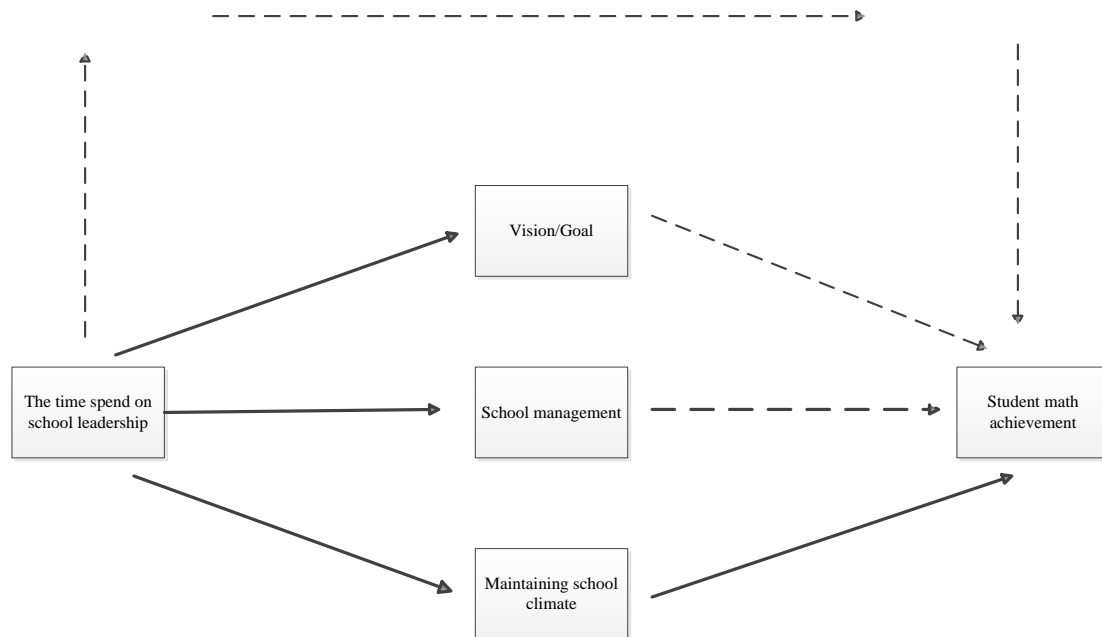 Vision/Goal
The time spend on
school leadership
School management
Student math
achievement
Maintaining school
climate